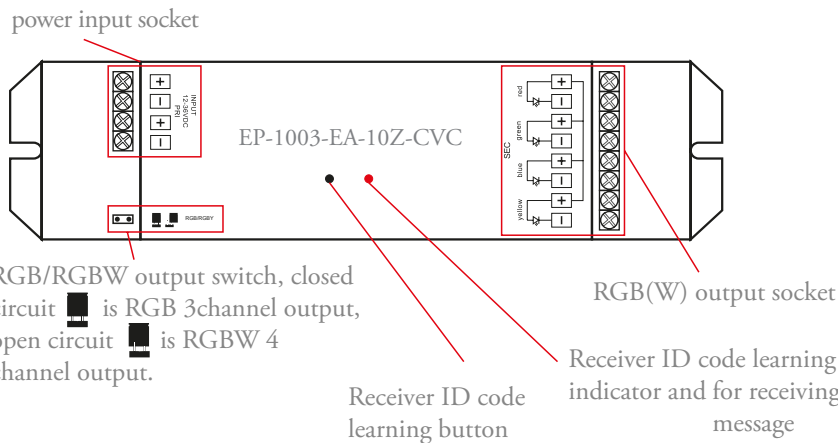 power input socket
+
−
+
−
INPUT
12-36VDC
PRI
EP-1003-EA-10Z-CVC
SEC
red
green
blue
yellow
+
−
+
−
+
−
+
−
RGB/RGBY
RGB/RGBW output switch, closed
circuit is RGB 3channel output,
open circuit is RGBW 4
channel output.
RGB(W) output socket
Receiver ID code
learning button
Receiver ID code learning
indicator and for receiving
message